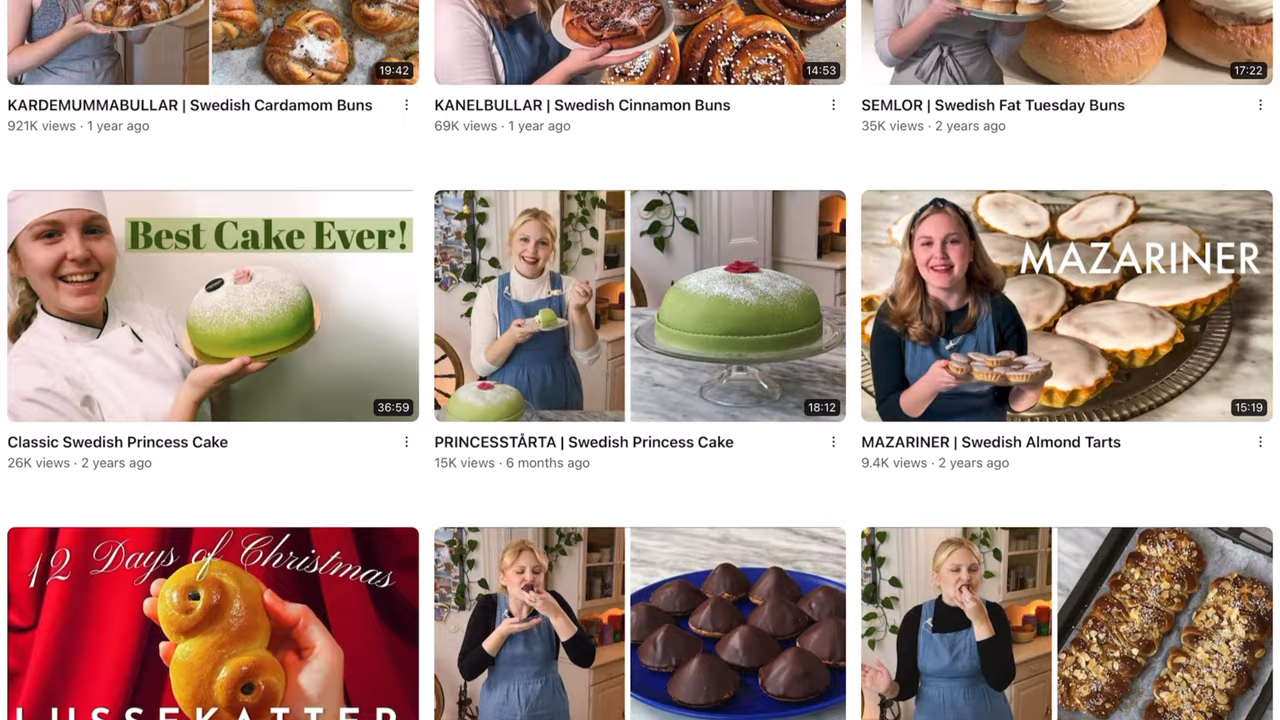 19:42
14:53
17:22
KARDEMUMMABULLAR | Swedish Cardamom Buns
921K views · 1 year ago
KANELBULLAR | Swedish Cinnamon Buns
69K views · 1 year ago
SEMLOR | Swedish Fat Tuesday Buns
35K views · 2 years ago
Best Cake Ever!
MAZARINER
36:59
18:12
15:19
Classic Swedish Princess Cake
26K views · 2 years ago
PRINCESSTÅRTA | Swedish Princess Cake
15K views · 6 months ago
MAZARINER | Swedish Almond Tarts
9.4K views · 2 years ago
12 Days of Christmas
LUSSEKATTER